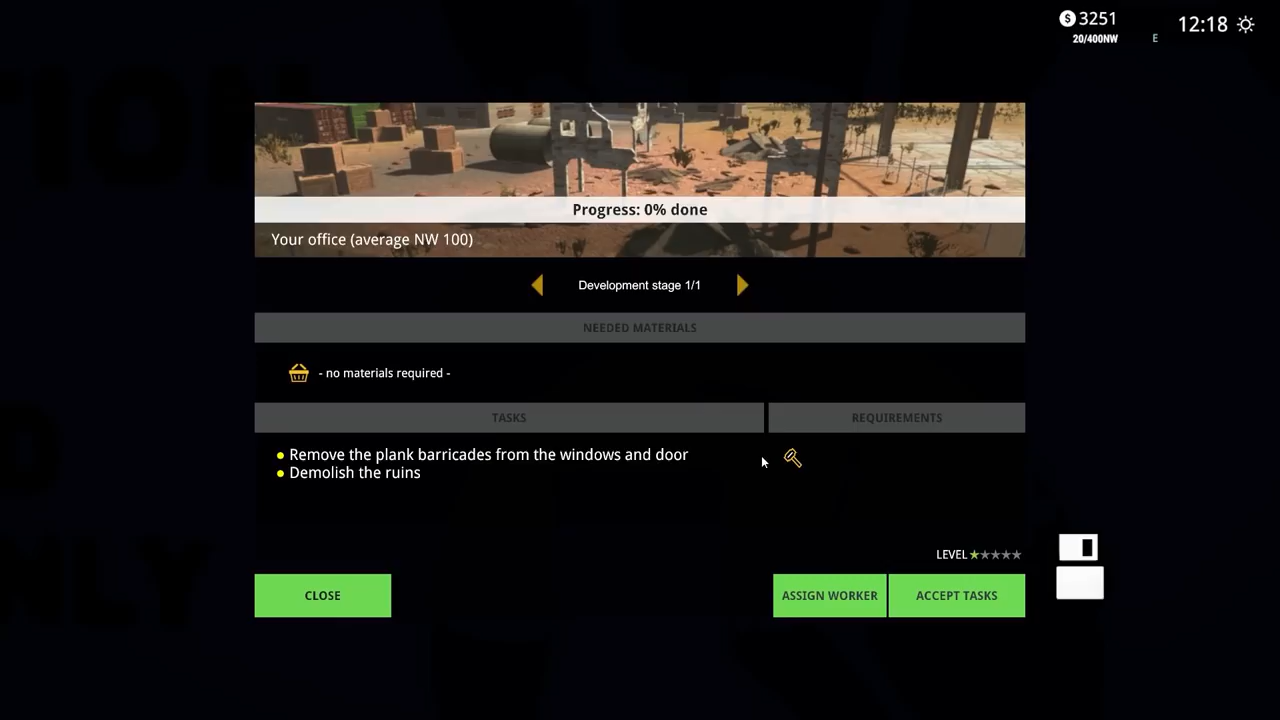 3251
20/400NW
E
12:18
Progress: 0% done
Your office (average NW 100)
Development stage 1/1
NEEDED MATERIALS
- no materials required -
TASKS
REQUIREMENTS
Remove the plank barricades from the windows and door
Demolish the ruins
LEVEL
CLOSE
ASSIGN WORKER
ACCEPT TASKS